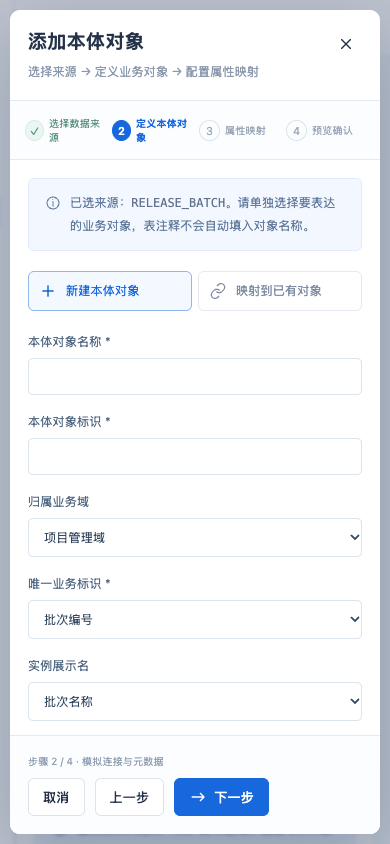 添加本体对象
选择来源 → 定义业务对象 → 配置属性映射
选择数据来
源
2
定义本体对
象
3 属性映射
4 预览确认
已选来源：RELEASE_BATCH。请单独选择要表达
的业务对象，表注释不会自动填入对象名称。
新建本体对象
映射到已有对象
本体对象名称 *
本体对象标识 *
归属业务域
项目管理域
唯一业务标识 *
批次编号
实例展示名
批次名称
步骤 2 / 4 · 模拟连接与元数据
取消
上一步
→ 下一步